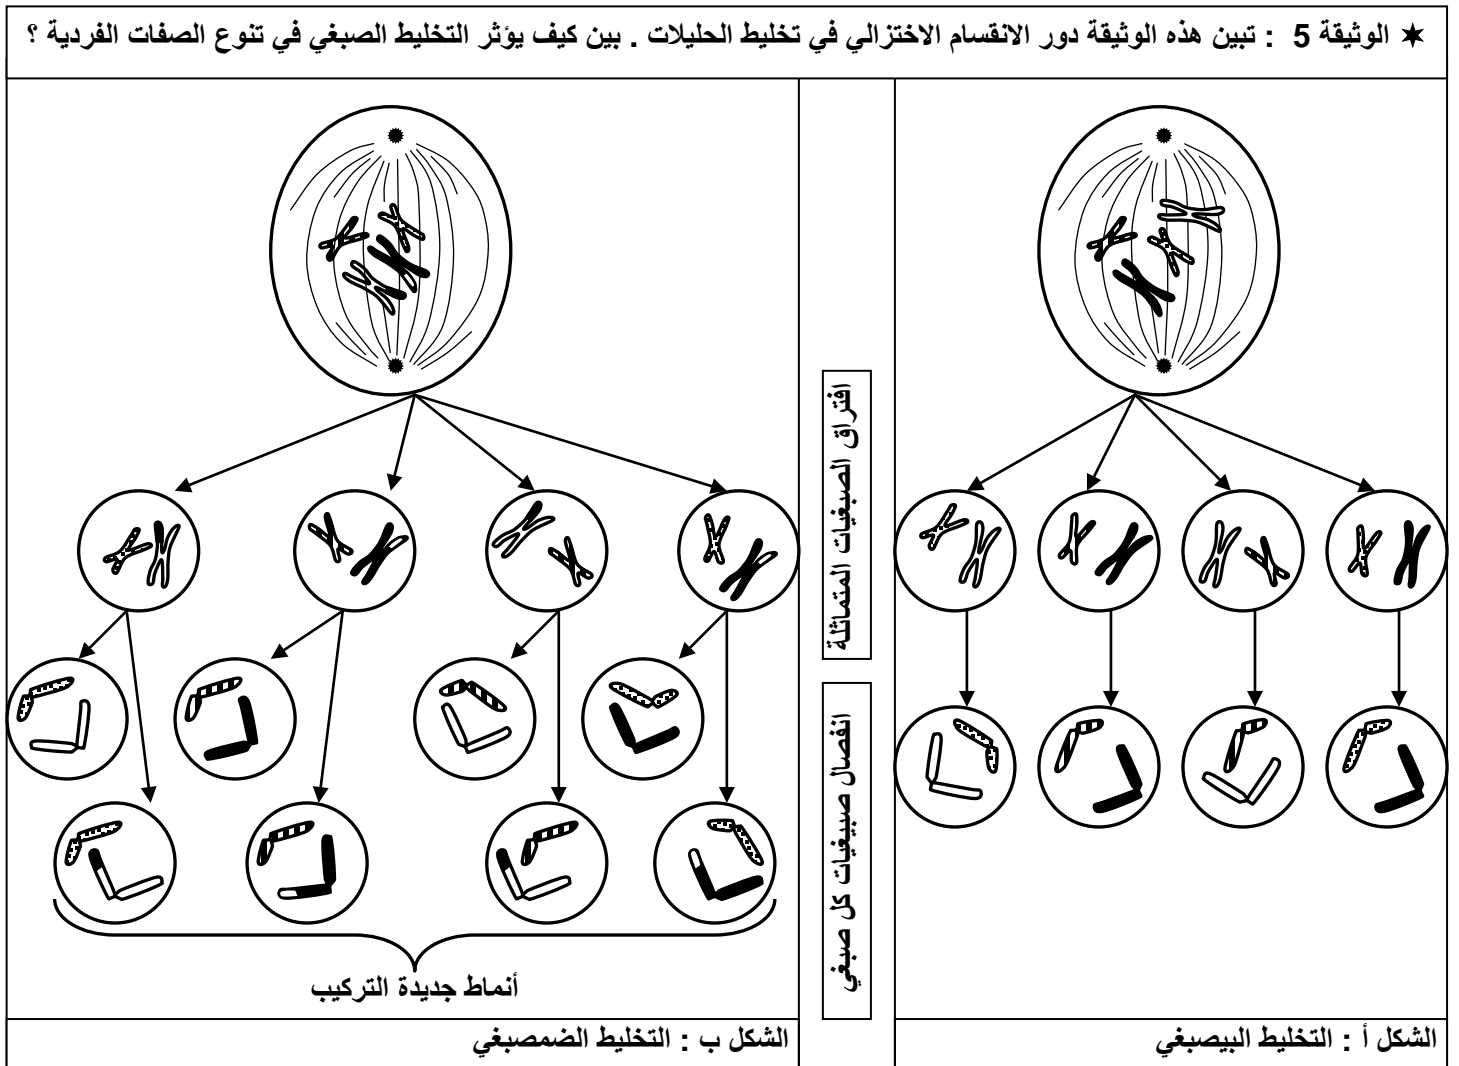 ✶ الوثيقة 5 : تبين هذه الوثيقة دور الانقسام الاختزالي في تخليط الحليلات . بين كيف يؤثر التخليط الصبغي في تنوع الصفات الفردية ؟
افتراق الصبغيات المتماثلة
انفصال صبيغيات كل صبغي
أنماط جديدة التركيب
الشكل أ : التخليط البيصبغي
الشكل ب : التخليط الضمصبغي